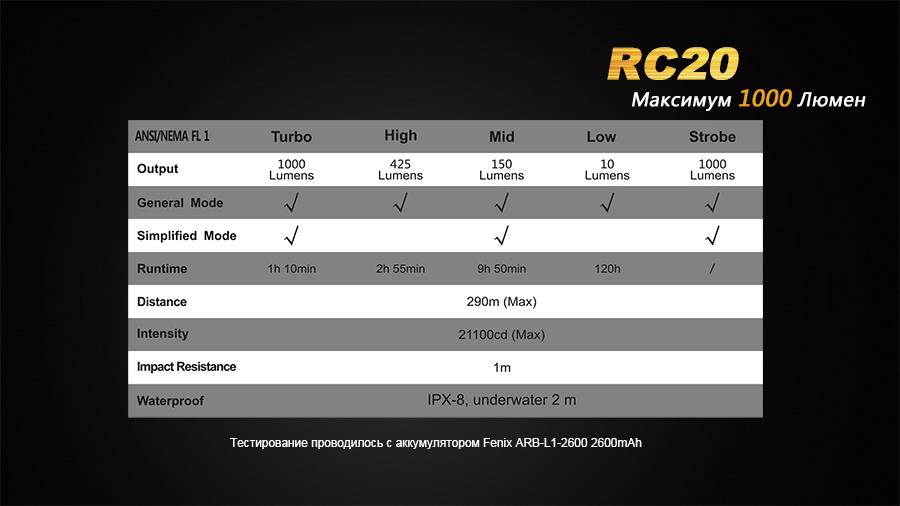 RC20
Максимум 1000 Люмен
ANSI/NEMA FL 1 Turbo High Mid Low Strobe
Output 1000 Lumens 425 Lumens 150 Lumens 10 Lumens 1000 Lumens
General Mode √ √ √ √ √
Simplified Mode √ √ √
Runtime 1h 10min 2h 55min 9h 50min 120h /
Distance 290m (Max)
Intensity 21100cd (Max)
Impact Resistance 1m
Waterproof IPX-8, underwater 2 m
Тестирование проводилось с аккумулятором Fenix ARB-L1-2600 2600mAh